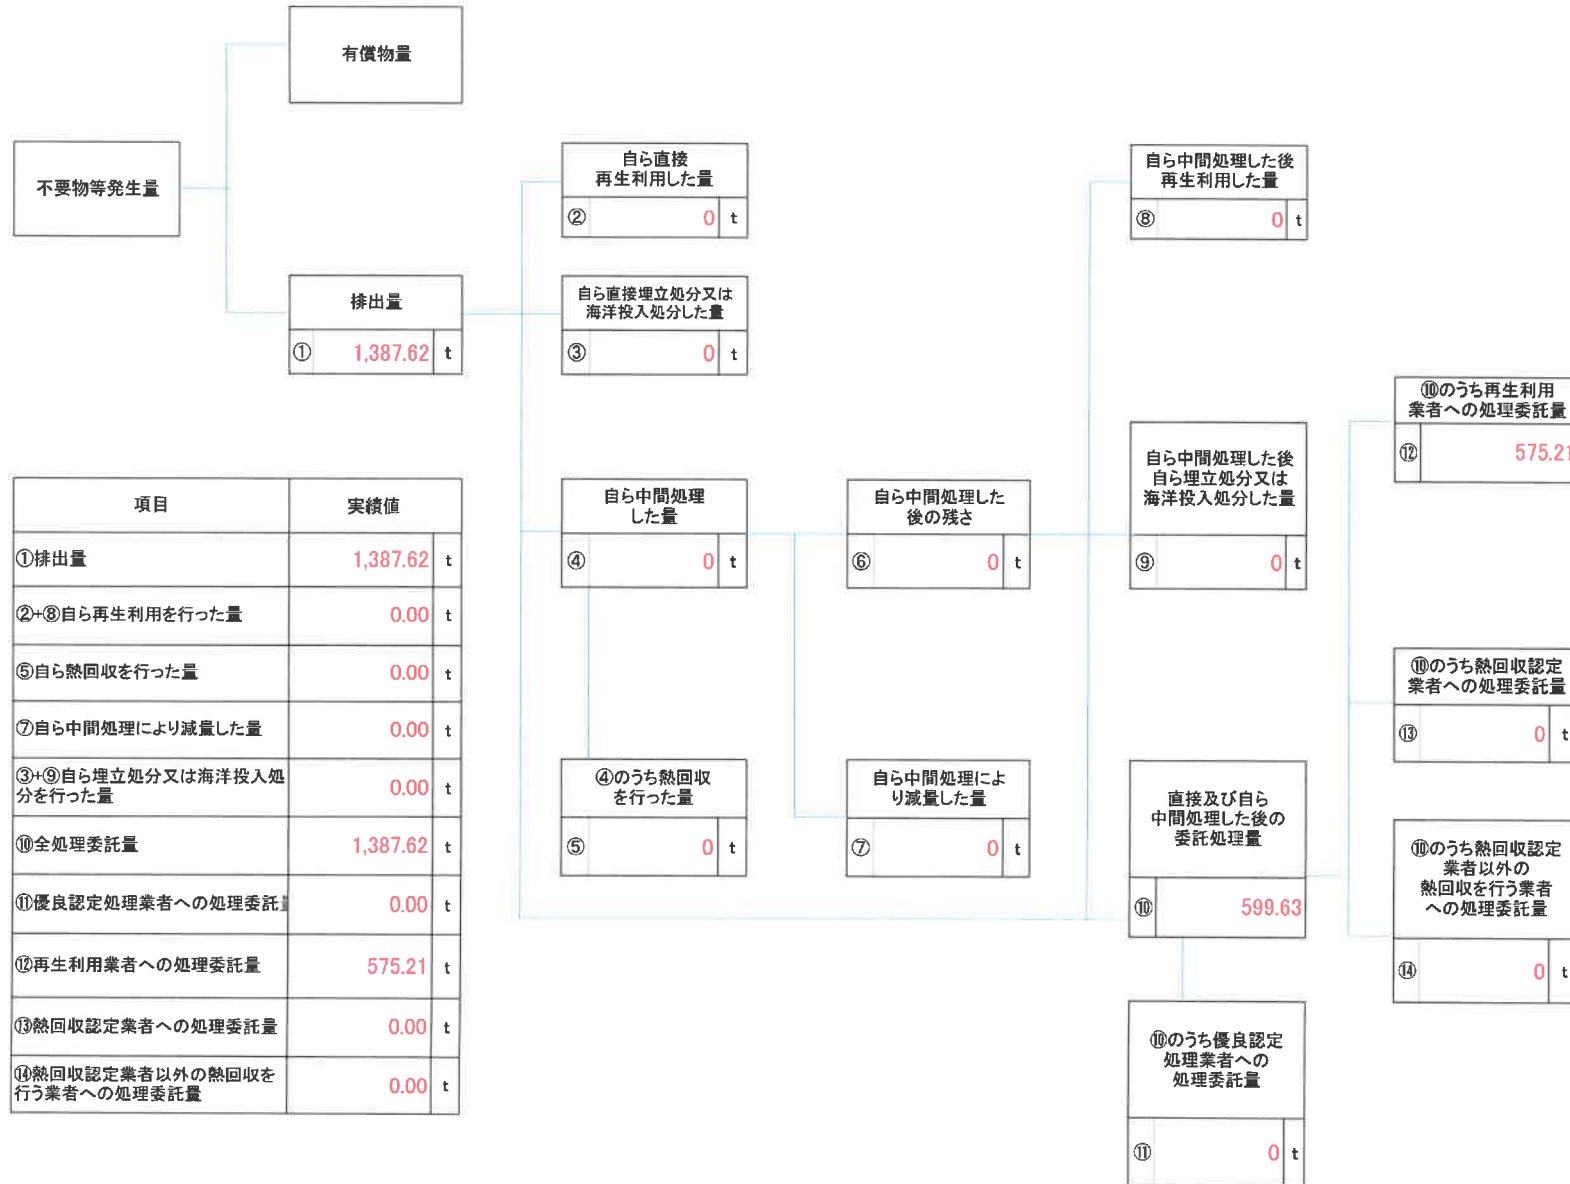 有償物量
不要物等発生量
排出量
① 1,387.62 t
自ら直接
再生利用した量
② 0 t
自ら直接埋立処分又は
海洋投入処分した量
③ 0 t
自ら中間処理
した量
④ 0 t
④のうち熱回収
を行った量
⑤ 0 t
自ら中間処理した
後の残さ
⑥ 0 t
自ら中間処理によ
り減量した量
⑦ 0 t
自ら中間処理した後
再生利用した量
⑧ 0 t
自ら中間処理した後
自ら埋立処分又は
海洋投入処分した量
⑨ 0 t
直接及び自ら
中間処理した後の
委託処理量
⑩ 599.63
⑩のうち優良認定
処理業者への
処理委託量
⑪ 0 t
⑩のうち再生利用
業者への処理委託量
⑫ 575.21
⑩のうち熱回収認定
業者への処理委託量
⑬ 0 t
⑩のうち熱回収認定
業者以外の
熱回収を行う業者
への処理委託量
⑭ 0 t
項目 実績値
①排出量 1,387.62 t
②+⑧自ら再生利用を行った量 0.00 t
⑤自ら熱回収を行った量 0.00 t
⑦自ら中間処理により減量した量 0.00 t
③+⑨自ら埋立処分又は海洋投入処
分を行った量 0.00 t
⑩全処理委託量 1,387.62 t
⑪優良認定処理業者への処理委託 0.00 t
⑫再生利用業者への処理委託量 575.21 t
⑬熱回収認定業者への処理委託量 0.00 t
⑭熱回収認定業者以外の熱回収を
行う業者への処理委託量 0.00 t